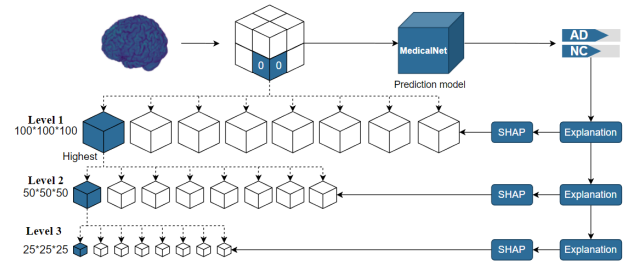 0 0
MedicalNet
Prediction model
AD
NC
Level 1
100*100*100
Highest
SHAP
Explanation
Level 2
50*50*50
SHAP
Explanation
Level 3
25*25*25
SHAP
Explanation